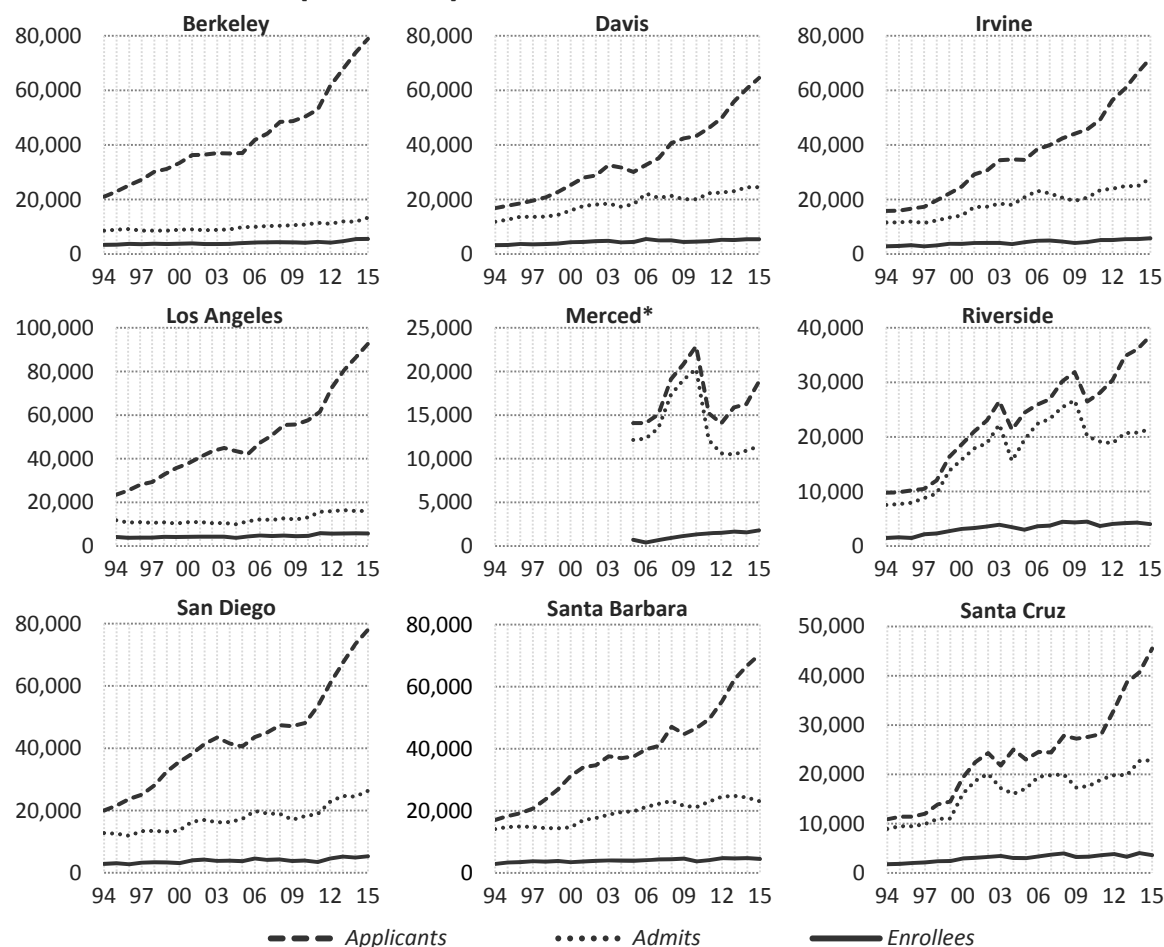 Berkeley Davis Irvine
80,000 80,000 80,000
60,000 60,000 60,000
40,000 40,000 40,000
20,000 20,000 20,000
0 0 0
94 97 00 03 06 09 12 15 94 97 00 03 06 09 12 15 94 97 00 03 06 09 12 15
Los Angeles Merced* Riverside
100,000 25,000 40,000
80,000 20,000 30,000
60,000 15,000 20,000
40,000 10,000 10,000
20,000 5,000 0
0 0
94 97 00 03 06 09 12 15 94 97 00 03 06 09 12 15 94 97 00 03 06 09 12 15
San Diego Santa Barbara Santa Cruz
80,000 80,000 50,000
60,000 60,000 40,000
40,000 40,000 30,000
20,000 20,000 20,000
0 0 10,000
0
94 97 00 03 06 09 12 15 94 97 00 03 06 09 12 15 94 97 00 03 06 09 12 15
Applicants Admits Enrollees